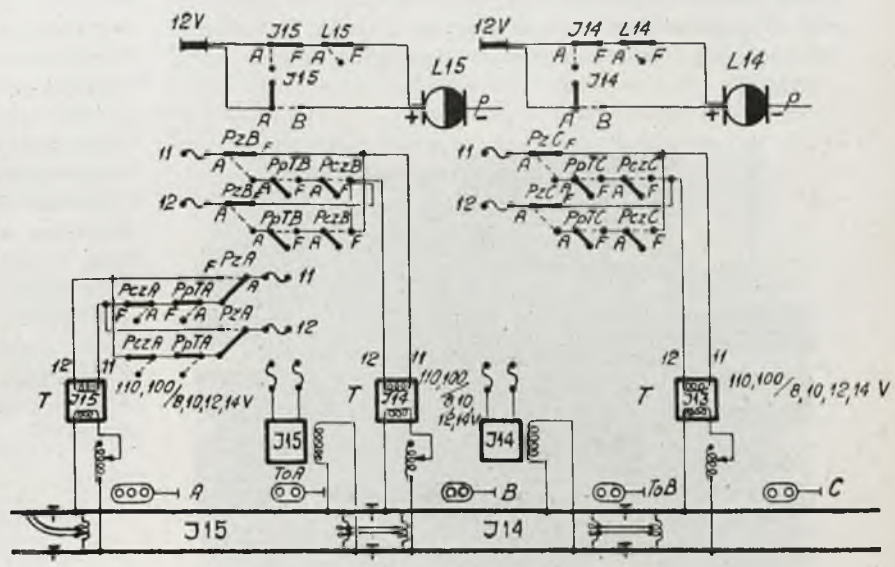 12V J15 L15 12V J14 L14
A F A F L15 A F A F L14
J15 J14
A B + - p A B + - p
11 PzB F 11 PzC F
A PpTB PczB A PpTC PczC
12 PzB A F A F 12 PzC A F A F
A PpTB PczB A PpTC PczC
A F A F A F A F
F PzA A 11
PczA PpTA
F A F A PzA 12
PczA PpTA
12 11 110,100/8,10,12,14V 12 11 110,100/8,10,12,14V 12 11 110,100/8,10,12,14 V
T J15 J15 T J14 J14 T J13
A ToA B ToB C
J15 J14